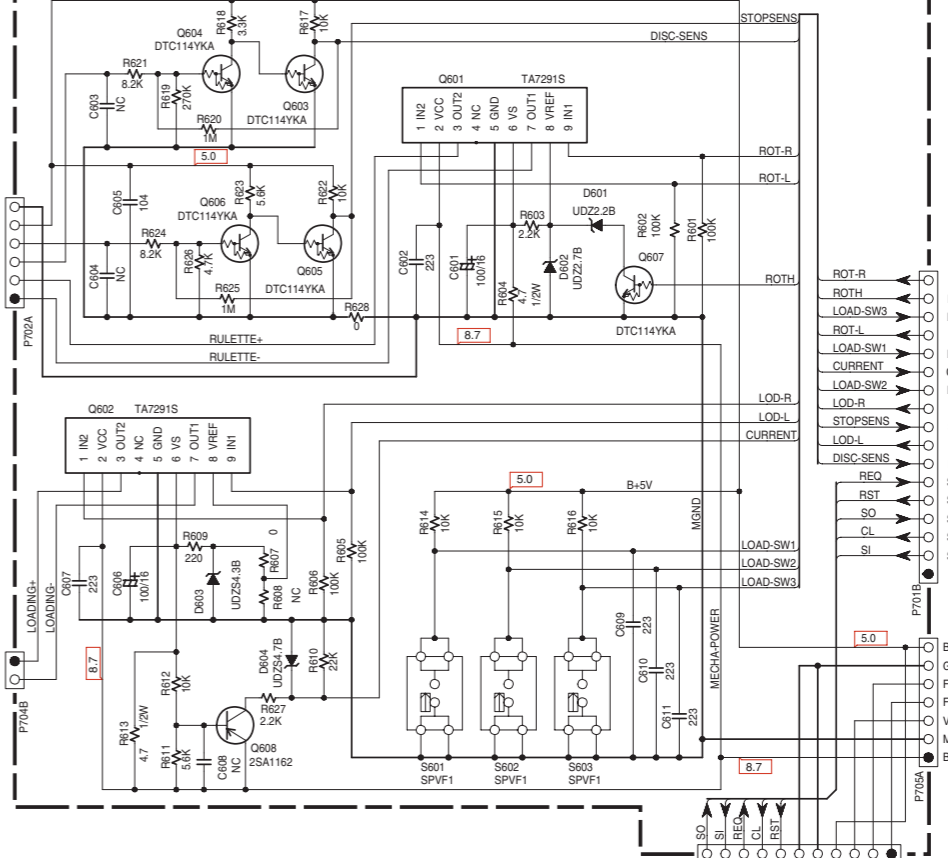 R618
3.3K
R617
10K
STOPSENS
Q604
DTC114YKA
DISC-SENS
R621
8.2K
C603
NC
R619
270K
Q603
DTC114YKA
R620
1M
Q601
TA7291S
1 IN2
2 VCC
3 OUT2
4 NC
5 GND
6 VS
7 OUT1
8 VREF
9 IN1
5.0
ROT-R
ROT-L
C605
104
Q606
DTC114YKA
R623
5.6K
R622
10K
D601
UDZ2.2B
R602
100K
R601
100K
R624
8.2K
C604
NC
R626
4.7K
Q605
DTC114YKA
R625
1M
C602
223
C601
100/16
R603
2.2K
R604
4.7
1/2W
D602
UDZ2.7B
Q607
DTC114YKA
ROTH
R628
0
P702A
RULETTE+
RULETTE-
8.7
ROT-R
ROTH
LOAD-SW3
ROT-L
LOAD-SW1
CURRENT
LOAD-SW2
LOD-R
STOPSENS
LOD-L
DISC-SENS
REQ
RST
SO
CL
SI
P701B
Q602
TA7291S
1 IN2
2 VCC
3 OUT2
4 NC
5 GND
6 VS
7 OUT1
8 VREF
9 IN1
LOD-R
LOD-L
CURRENT
5.0
B+5V
R614
10K
R615
10K
R616
10K
MGND
LOAD-SW1
LOAD-SW2
LOAD-SW3
LOADING+
LOADING-
C607
223
C606
100/16
R609
220
D603
UDZS4.3B
R607
0
R608
NC
R605
100K
R606
100K
8.7
D604
UDZS4.7B
R610
22K
R612
10K
R627
2.2K
R613
4.7
1/2W
R611
5.6K
C608
NC
Q608
2SA1162
P704B
C609
223
C610
223
C611
223
MECHA-POWER
S601
SPVF1
S602
SPVF1
S603
SPVF1
5.0
8.7
B
G
F
F
V
M
B
P705A
SO
SI
REQ
CL
RST